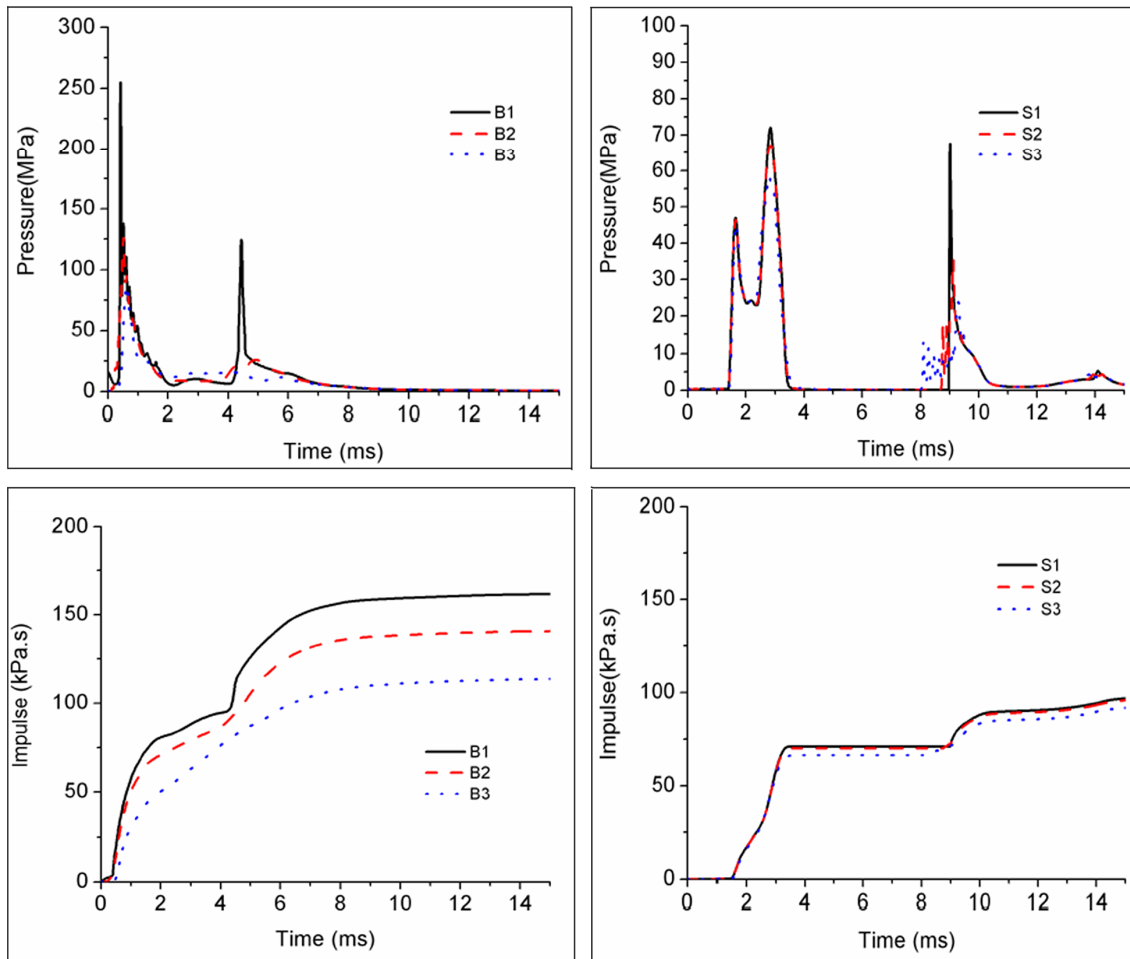 300
250
200
150
100
50
0
Pressure(MPa)
B1
B2
B3
0 2 4 6 8 10 12 14
Time (ms)
100
90
80
70
60
50
40
30
20
10
0
Pressure(MPa)
S1
S2
S3
0 2 4 6 8 10 12 14
Time (ms)
200
150
100
50
0
Impulse (kPa.s)
B1
B2
B3
0 2 4 6 8 10 12 14
Time (ms)
200
150
100
50
0
Impulse(kPa.s)
S1
S2
S3
0 2 4 6 8 10 12 14
Time (ms)